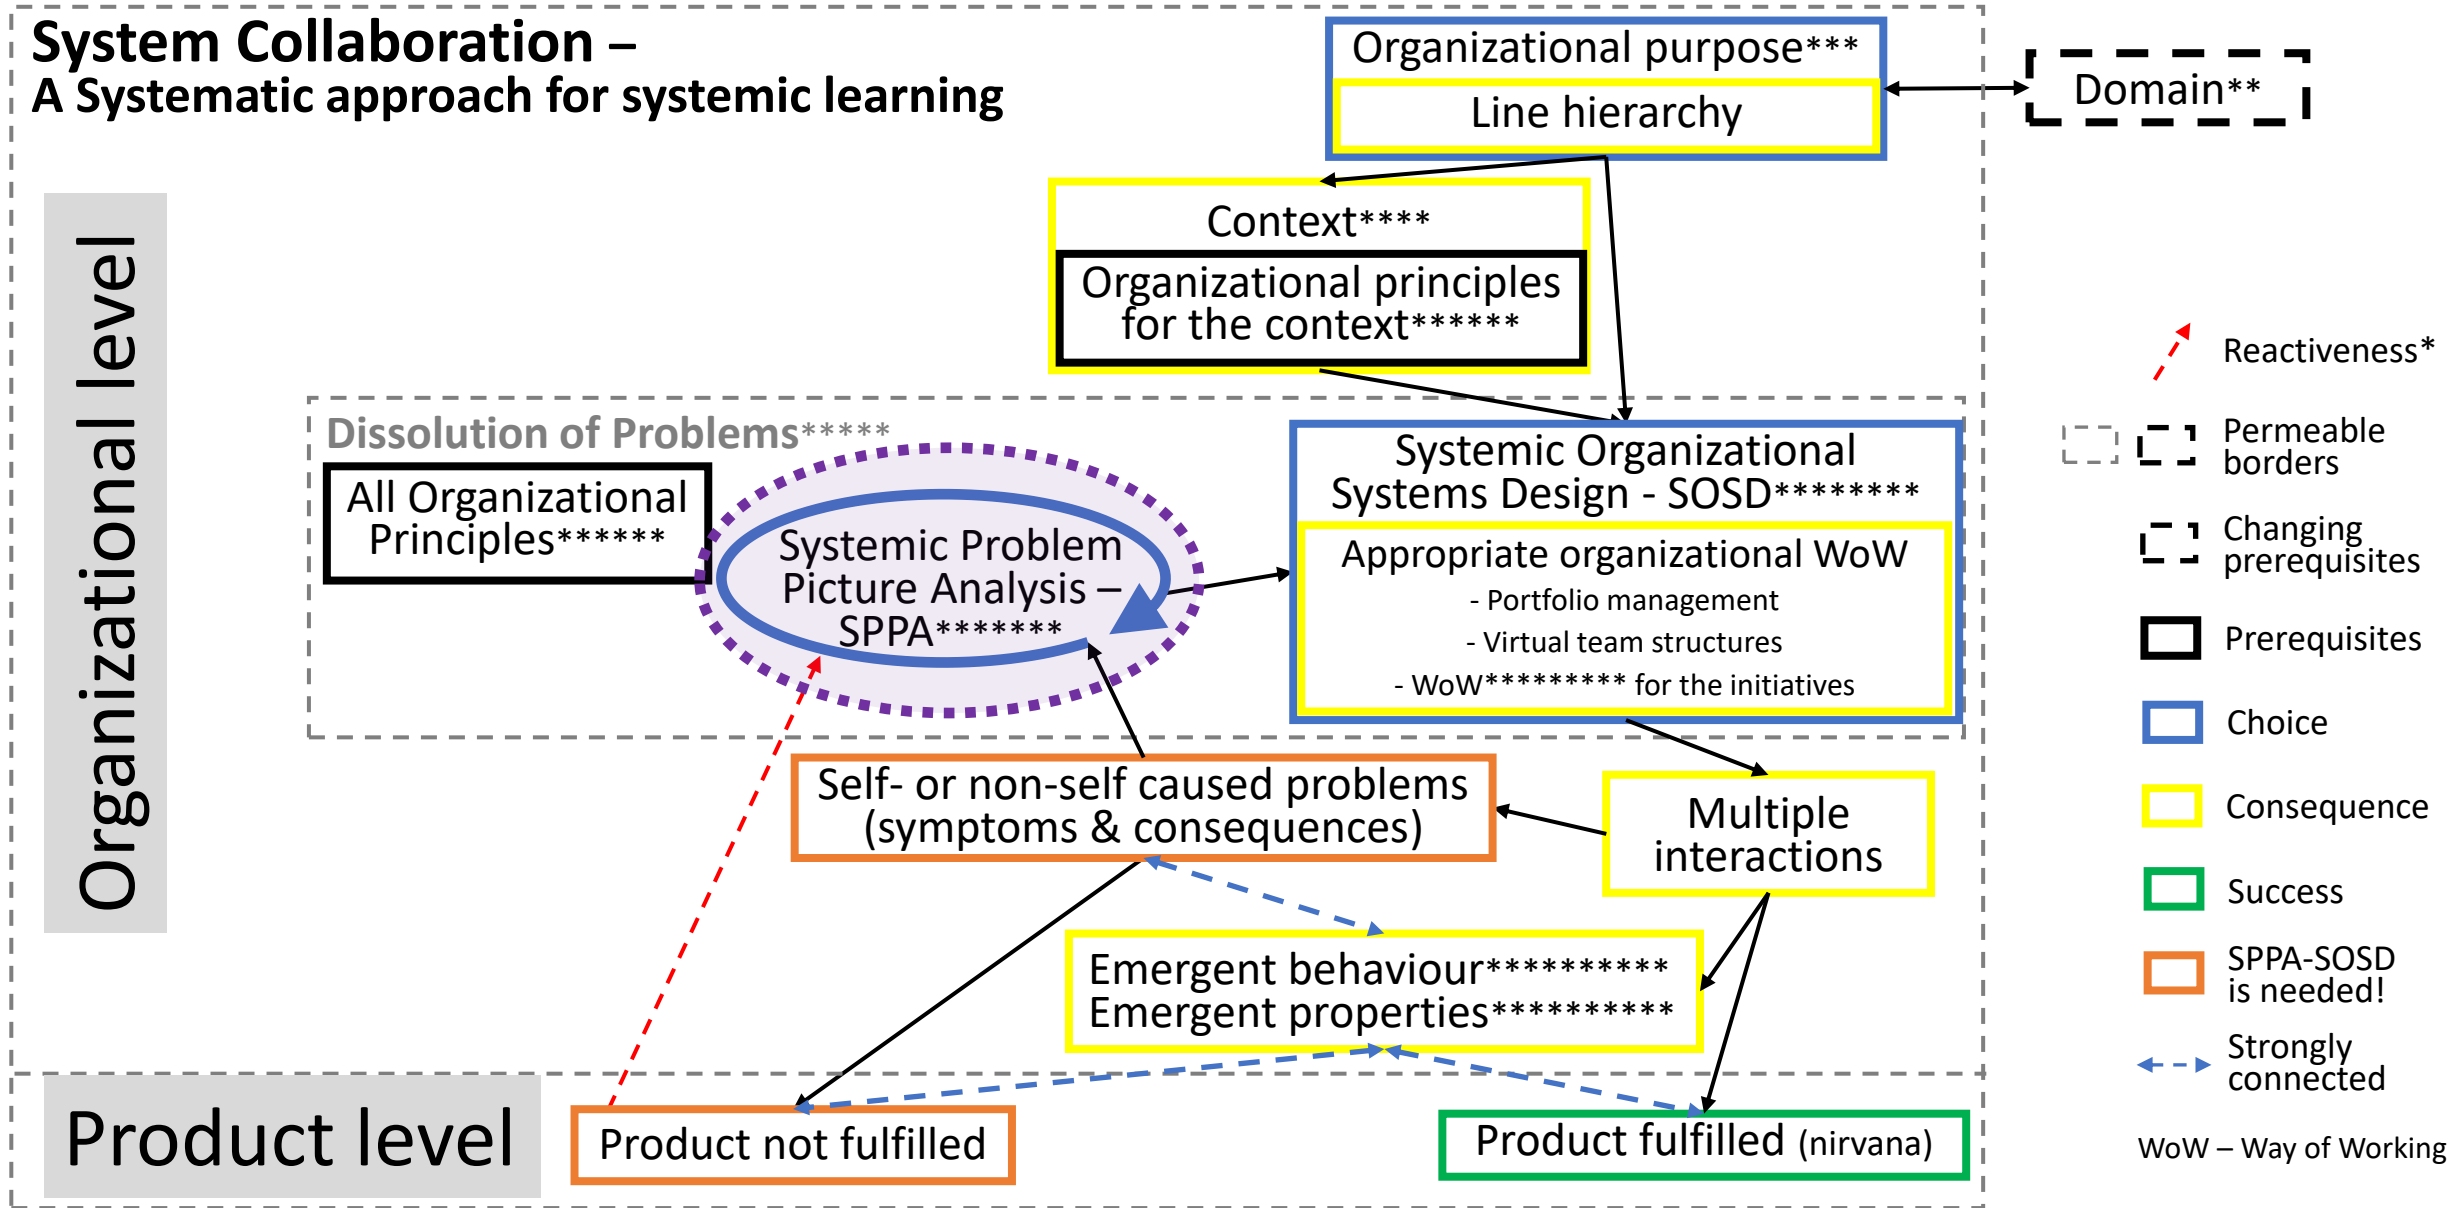 System Collaboration –
A Systematic approach for systemic learning
Organizational purpose***
Line hierarchy
Domain**
Context****
Organizational principles
for the context******
Organizational level
Dissolution of Problems*****
All Organizational
Principles******
Systemic Problem
Picture Analysis –
SPPA*******
Systemic Organizational
Systems Design - SOSD********
Appropriate organizational WoW
- Portfolio management
- Virtual team structures
- WoW********* for the initiatives
Self- or non-self caused problems
(symptoms & consequences)
Multiple
interactions
Emergent behaviour**********
Emergent properties**********
Product level
Product not fulfilled
Product fulfilled (nirvana)
Reactiveness*
Permeable
borders
Changing
prerequisites
Prerequisites
Choice
Consequence
Success
SPPA-SOSD
is needed!
Strongly
connected
WoW – Way of Working